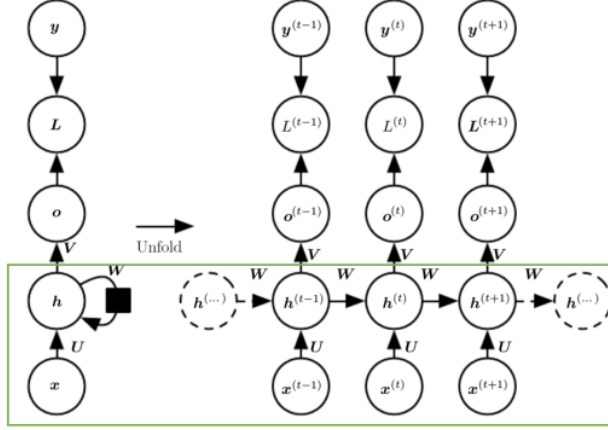 y y^(t−1) y^(t) y^(t+1)
L L^(t−1) L^(t) L^(t+1)
o o^(t−1) o^(t) o^(t+1)
Unfold
V V V V
W W W W W
h h^(...) h^(t−1) h^(t) h^(t+1) h^(...)
U U U U
x x^(t−1) x^(t) x^(t+1)